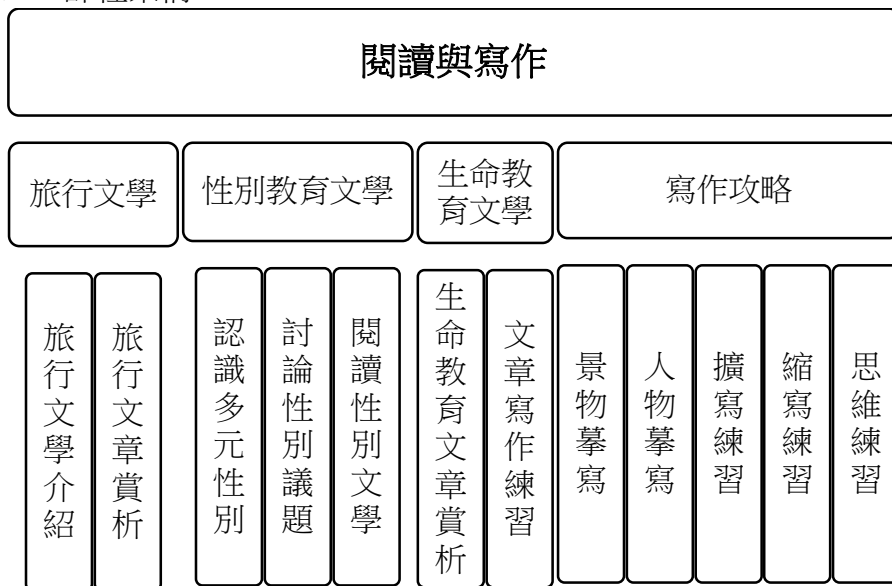 閱讀與寫作
旅行文學
性別教育文學
生命教
育文學
寫作攻略
旅行文學介紹
旅行文章賞析
認識多元性別
討論性別議題
閱讀性別文學
生命教育文章賞析
文章寫作練習
景物摹寫
人物摹寫
擴寫練習
縮寫練習
思維練習